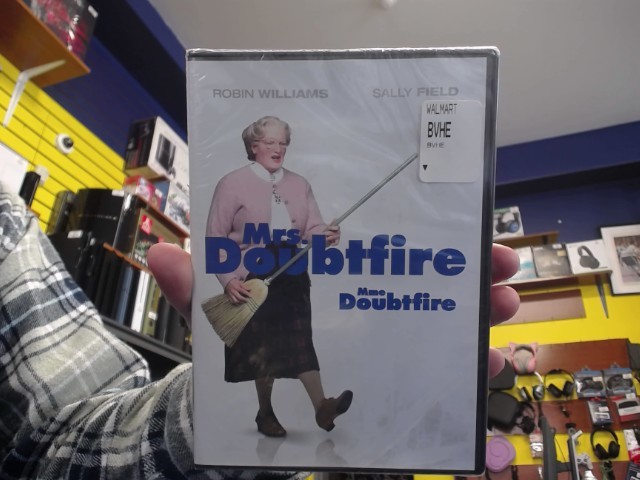 ROBIN WILLIAMS
SALLY FIELD
WALMART
BVHE
Mrs.
Doubtfire
Mme
Doubtfire